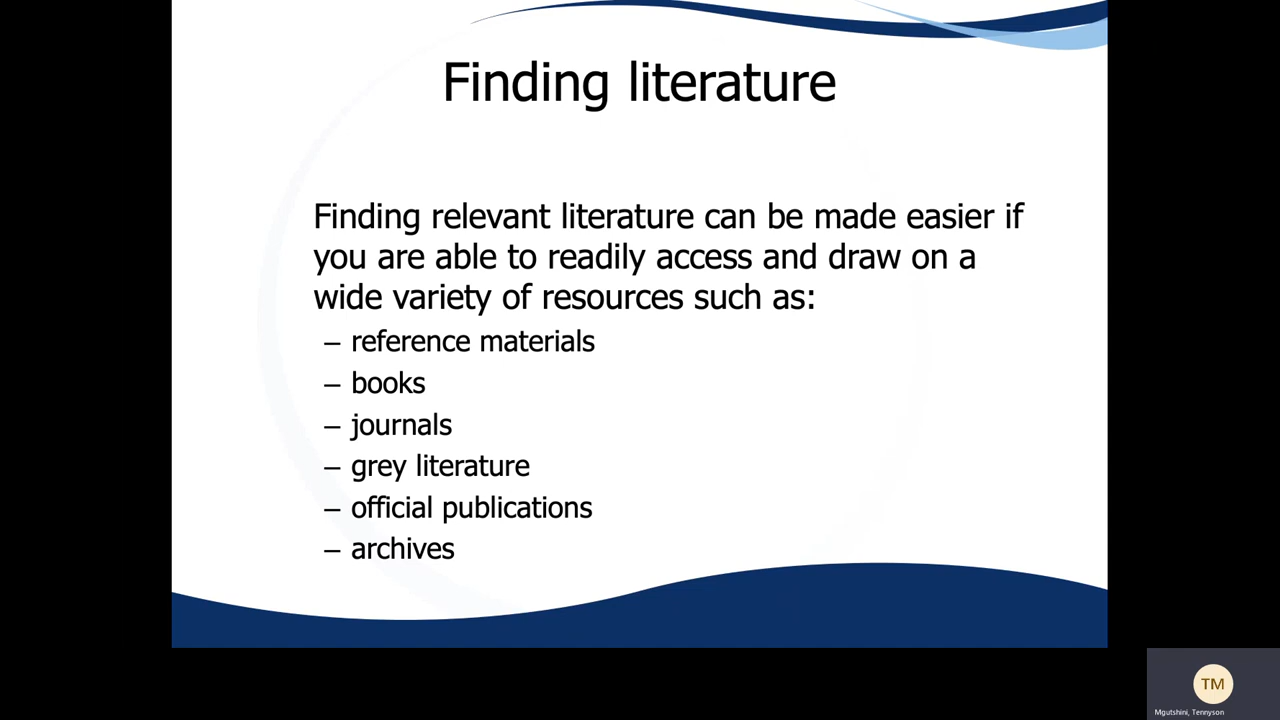 Finding literature
Finding relevant literature can be made easier if
you are able to readily access and draw on a
wide variety of resources such as:
– reference materials
– books
– journals
– grey literature
– official publications
– archives
TM
Mgutshini, Tennyson